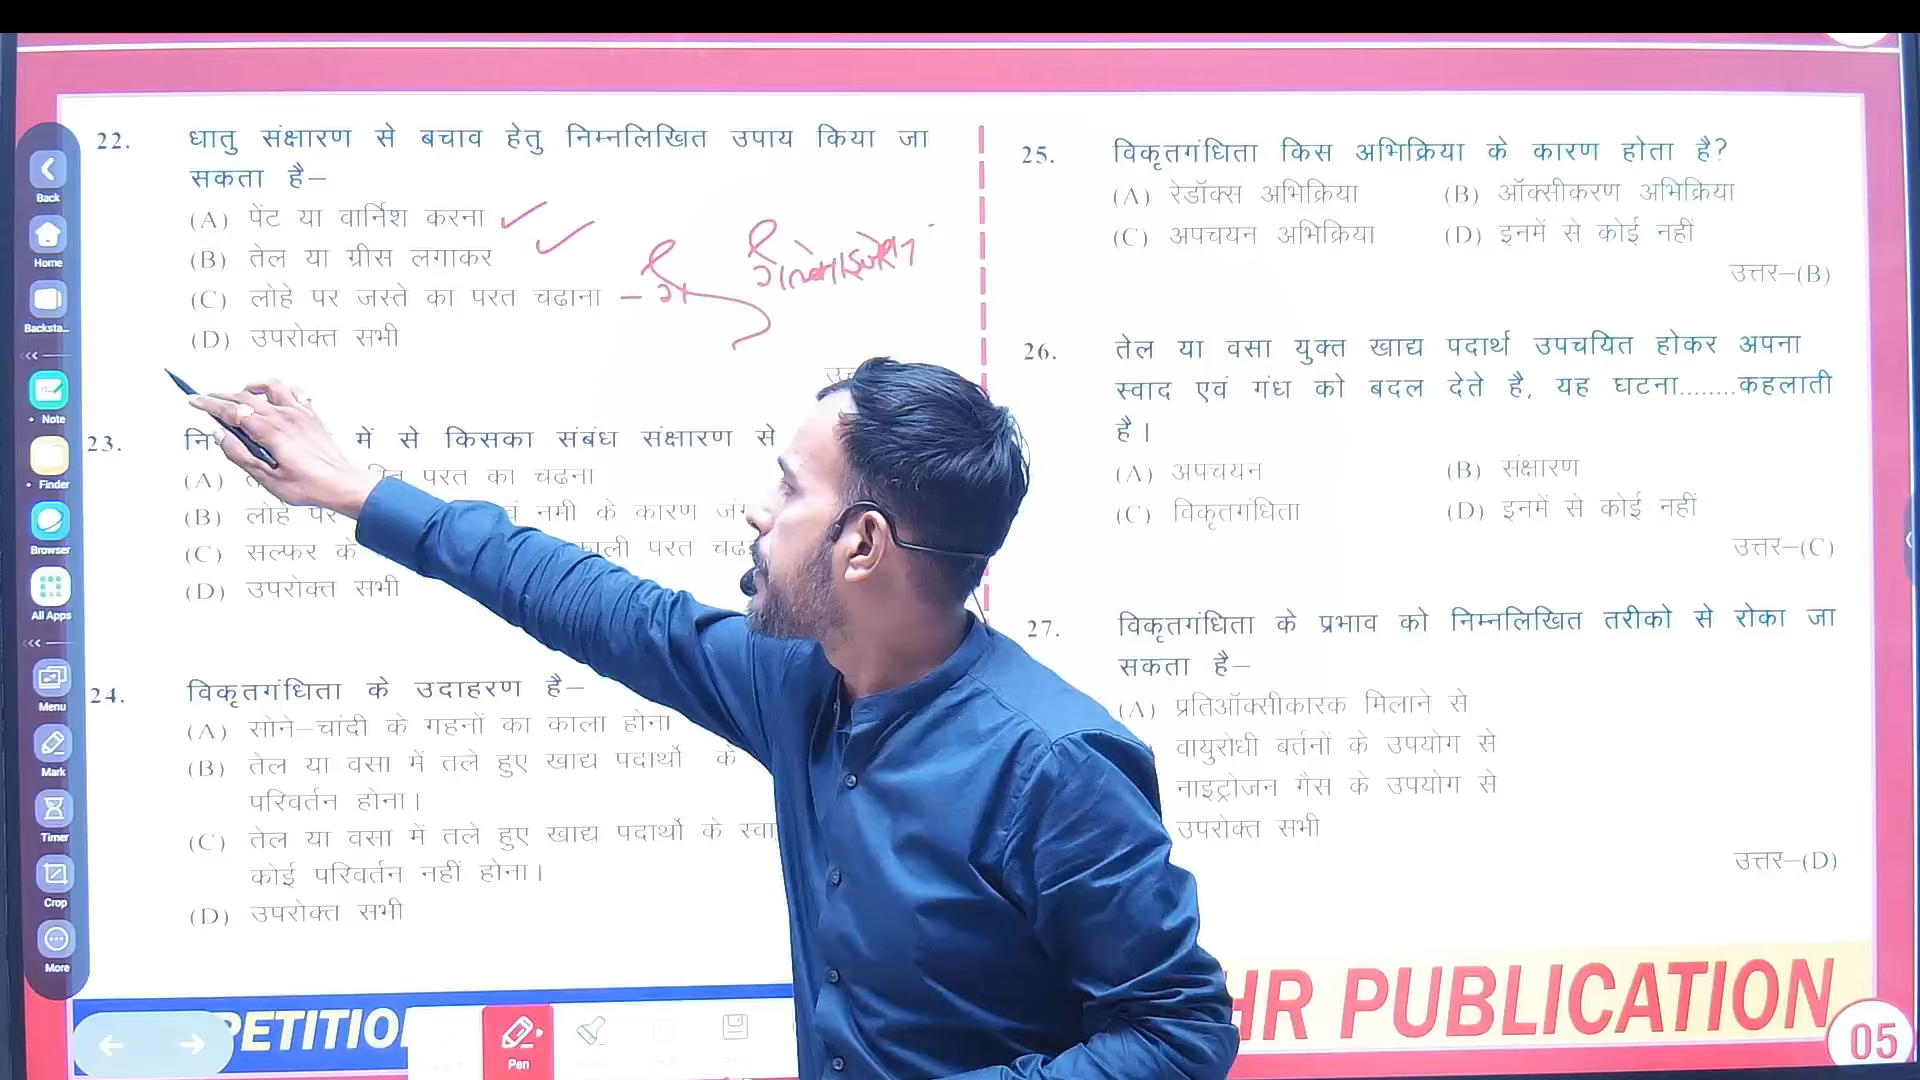 22. धातु संक्षारण से बचाव हेतु निम्नलिखित उपाय किया जा
सकता है–
(A) पेंट या वार्निश करना
(B) तेल या ग्रीस लगाकर
(C) लोहे पर जस्ते का परत चढ़ाना
(D) उपरोक्त सभी
23. में से किसका संबंध संक्षारण से
(A) परत का चढना
(B) लोहे पर नमी के कारण
(C) सल्फर के काली परत
(D) उपरोक्त सभी
24. विकृतगंधिता के उदाहरण है–
(A) सोने–चांदी के गहनों का काला होना
(B) तेल या वसा में तले हुए खाद्य पदार्थो के
परिवर्तन होना।
(C) तेल या वसा में तले हुए खाद्य पदार्थो के
कोई परिवर्तन नहीं होना।
(D) उपरोक्त सभी
25. विकृतगंधिता किस अभिक्रिया के कारण होता है?
(A) रेडॉक्स अभिक्रिया (B) ऑक्सीकरण अभिक्रिया
(C) अपचयन अभिक्रिया (D) इनमें से कोई नहीं
उत्तर–(B)
26. तेल या वसा युक्त खाद्य पदार्थ उपचयित होकर अपना
स्वाद एवं गंध को बदल देते है, यह घटना........कहलाती
है।
(A) अपचयन (B) संक्षारण
(C) विकृतगंधिता (D) इनमें से कोई नहीं
उत्तर–(C)
27. विकृतगंधिता के प्रभाव को निम्नलिखित तरीको से रोका जा
सकता है–
(A) प्रतिऑक्सीकारक मिलाने से
वायुरोधी बर्तनों के उपयोग से
नाइट्रोजन गैस के उपयोग से
उपरोक्त सभी
उत्तर–(D)
HR PUBLICATION
05
Back
Home
Backsta...
Note
Finder
Browser
All Apps
Menu
Mark
Timer
Crop
More
Pen